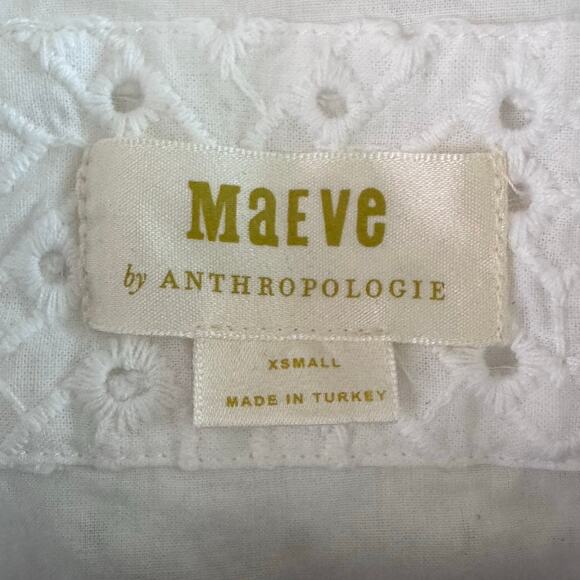 MaEVe
by ANTHROPOLOGIE
XSMALL
MADE IN TURKEY